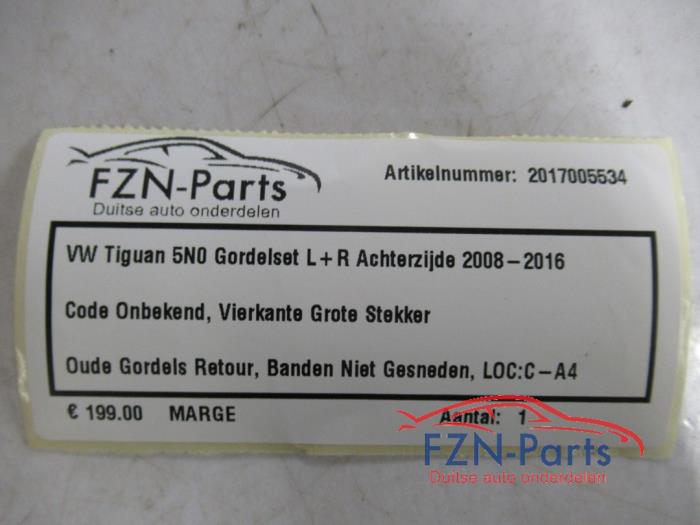 FZN-Parts
Duitse auto onderdelen
Artikelnummer: 2017005534
VW Tiguan 5N0 Gordelset L+R Achterzijde 2008-2016
Code Onbekend, Vierkante Grote Stekker
Oude Gordels Retour, Banden Niet Gesneden, LOC:C-A4
€ 199.00 MARGE Aantal: 1
FZN-Parts
Duitse auto onderdelen